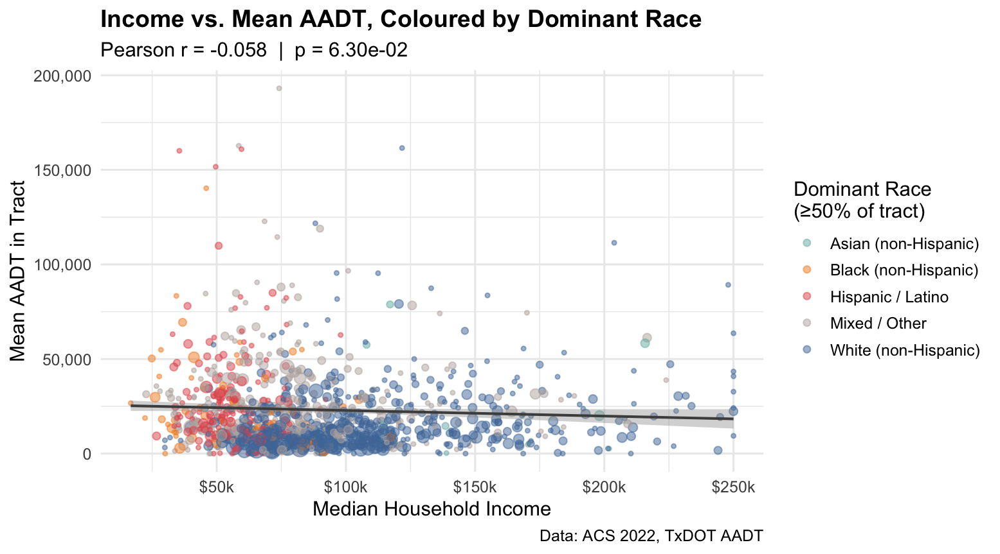 Income vs. Mean AADT, Coloured by Dominant Race
Pearson r = -0.058 | p = 6.30e-02
Mean AADT in Tract
200,000
150,000
100,000
50,000
0
$50k
$100k
$150k
$200k
$250k
Median Household Income
Dominant Race
(≥50% of tract)
Asian (non-Hispanic)
Black (non-Hispanic)
Hispanic / Latino
Mixed / Other
White (non-Hispanic)
Data: ACS 2022, TxDOT AADT